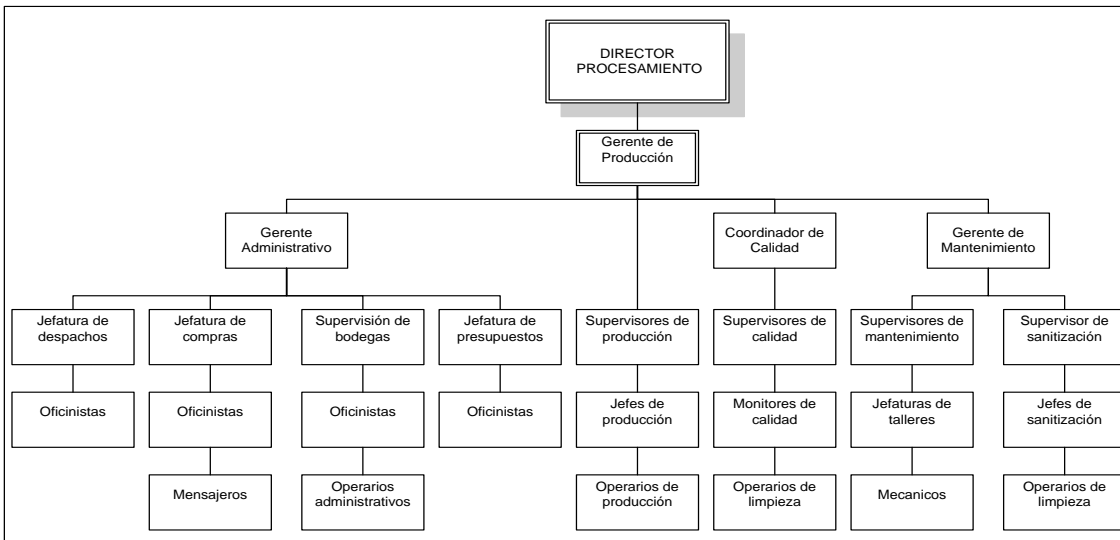 DIRECTOR
PROCESAMIENTO
Gerente de
Producción
Gerente
Administrativo
Coordinador de
Calidad
Gerente de
Mantenimiento
Jefatura de
despachos
Jefatura de
compras
Supervisión de
bodegas
Jefatura de
presupuestos
Supervisores de
producción
Supervisores de
calidad
Supervisores de
mantenimiento
Supervisor de
sanitización
Oficinistas
Oficinistas
Oficinistas
Oficinistas
Jefes de
producción
Monitores de
calidad
Jefaturas de
talleres
Jefes de
sanitización
Mensajeros
Operarios
administrativos
Operarios de
producción
Operarios de
limpieza
Mecanicos
Operarios de
limpieza